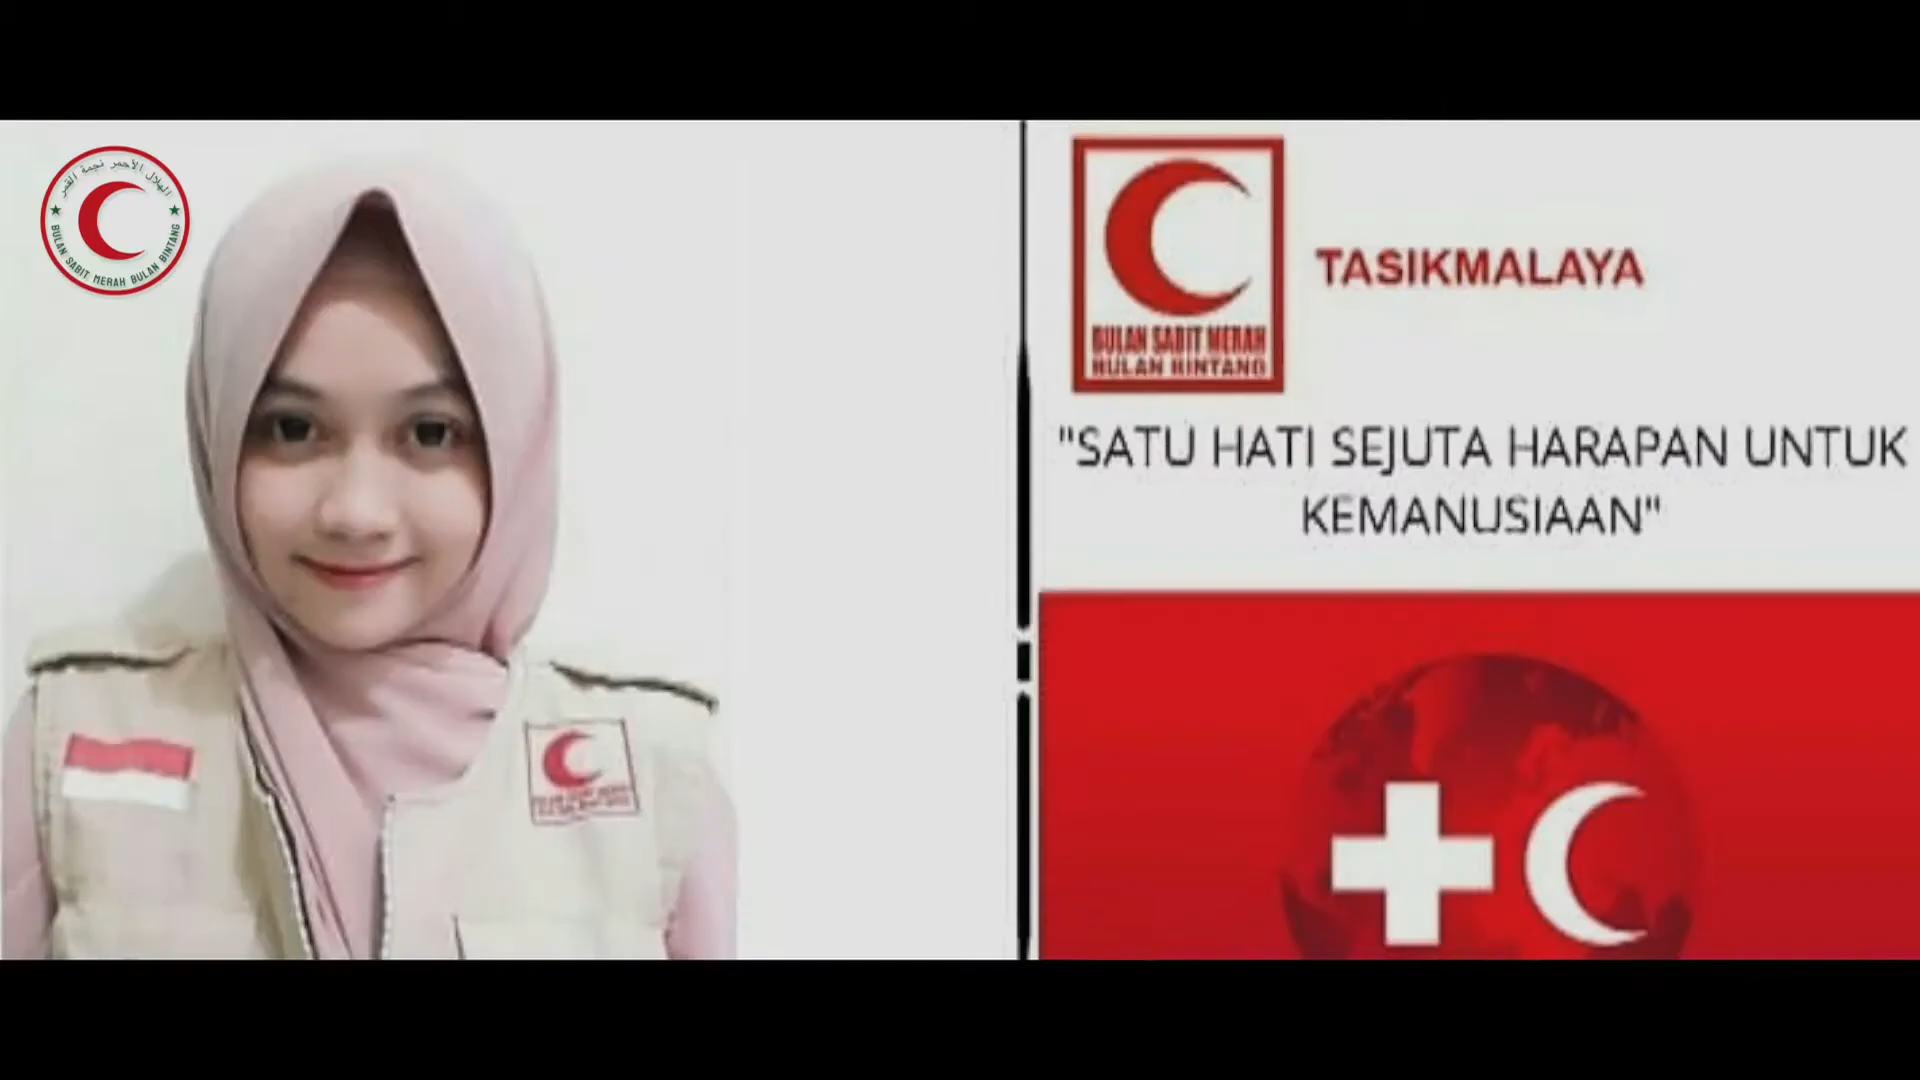 الهلال الأحمر نجمة القمر
BULAN SABIT MERAH BULAN BINTANG
BULAN SABIT MERAH
BULAN BINTANG
TASIKMALAYA
"SATU HATI SEJUTA HARAPAN UNTUK
KEMANUSIAAN"